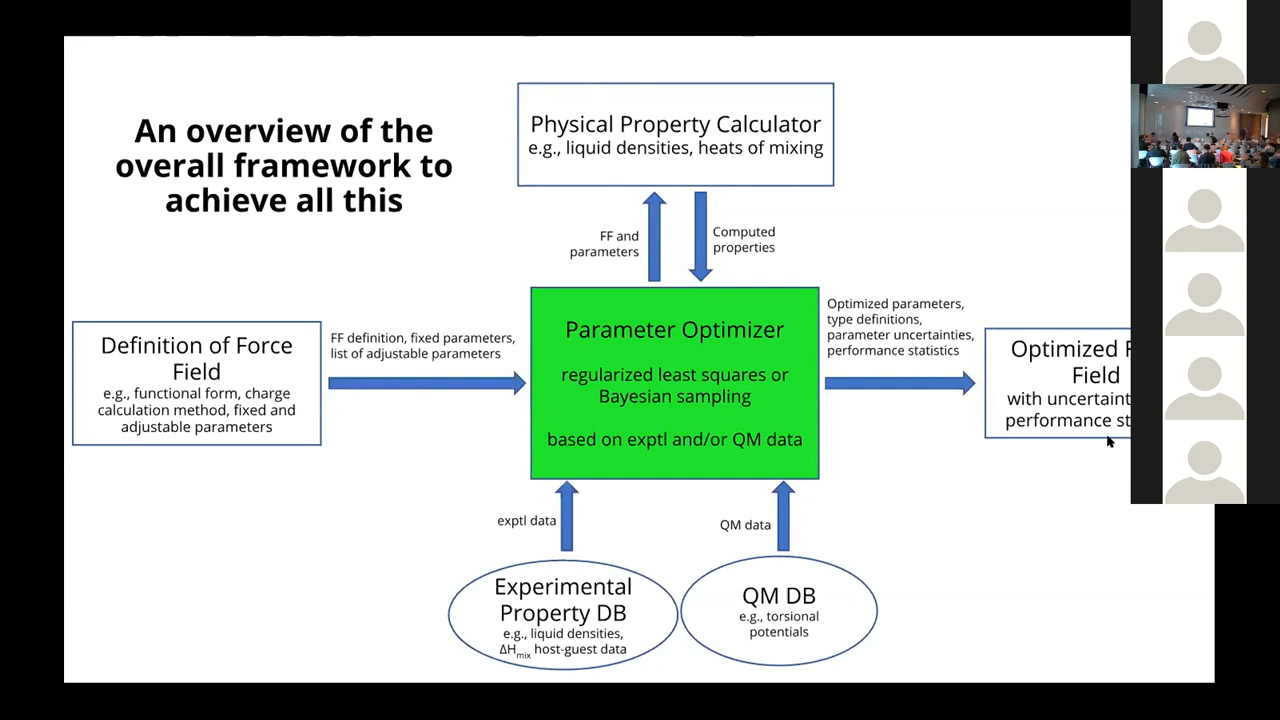 An overview of the
overall framework to
achieve all this
Physical Property Calculator
e.g., liquid densities, heats of mixing
FF and
parameters
Computed
properties
Definition of Force
Field
e.g., functional form, charge
calculation method, fixed and
adjustable parameters
FF definition, fixed parameters,
list of adjustable parameters
Parameter Optimizer
regularized least squares or
Bayesian sampling
based on exptl and/or QM data
Optimized parameters,
type definitions,
parameter uncertainties,
performance statistics
Optimized
Field
with
performance
exptl data
QM data
Experimental
Property DB
e.g., liquid densities,
ΔHmix host-guest data
QM DB
e.g., torsional
potentials